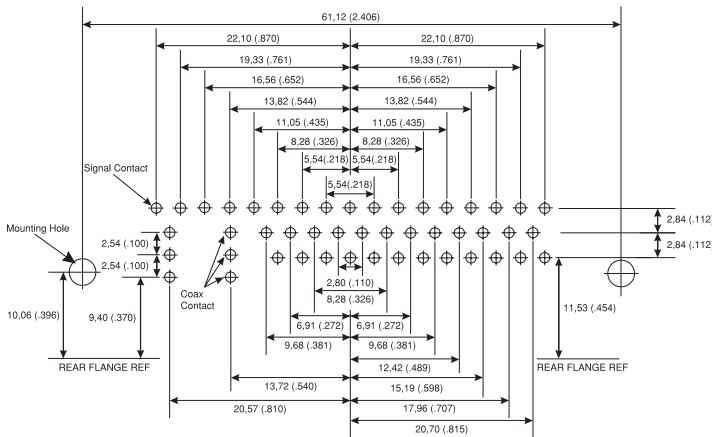 61,12 (2.406)
22,10 (.870) 22,10 (.870)
19,33 (.761) 19,33 (.761)
16,56 (.652) 16,56 (.652)
13,82 (.544) 13,82 (.544)
11,05 (.435) 11,05 (.435)
8,28 (.326) 8,28 (.326)
5,54(.218) 5,54(.218)
Signal Contact
5,54(.218)
2,84 (.112)
Mounting Hole
2,54 (.100)
2,84 (.112)
2,54 (.100)
Coax
Contact
2,80 (.110)
8,28 (.326)
10,06 (.396)
9,40 (.370)
11,53 (.454)
6,91 (.272) 6,91 (.272)
9,68 (.381) 9,68 (.381)
REAR FLANGE REF
REAR FLANGE REF
12,42 (.489)
13,72 (.540)
15,19 (.598)
20,57 (.810)
17,96 (.707)
20,70 (.815)